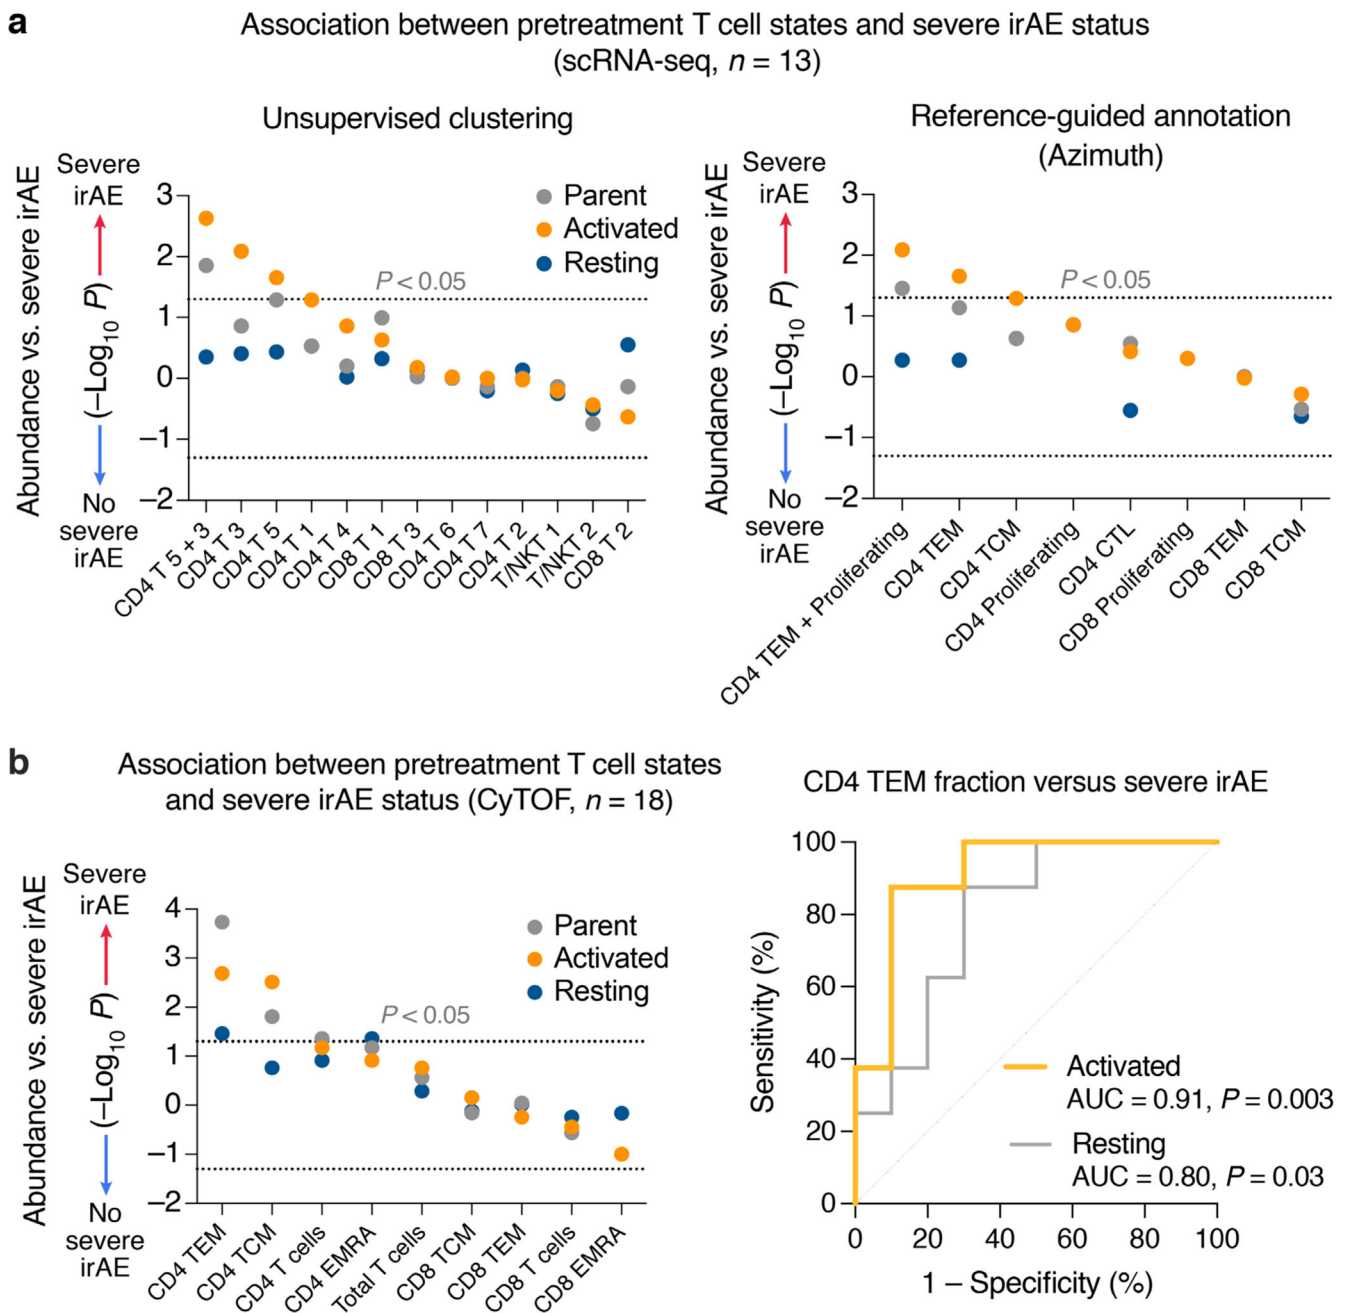 a
Association between pretreatment T cell states and severe irAE status
(scRNA-seq, n = 13)
Unsupervised clustering
Abundance vs. severe irAE
(–Log10 P)
Severe
irAE
No
severe
irAE
3
2
1
0
–1
–2
Parent
Activated
Resting
P < 0.05
CD4 T 5 + 3
CD4 T 3
CD4 T 5
CD4 T 1
CD4 T 4
CD8 T 1
CD8 T 3
CD4 T 6
CD4 T 7
CD4 T 2
T/NKT 1
T/NKT 2
CD8 T 2
Reference-guided annotation
(Azimuth)
Abundance vs. severe irAE
(–Log10 P)
Severe
irAE
No
severe
irAE
3
2
1
0
–1
–2
P < 0.05
CD4 TEM + Proliferating
CD4 TEM
CD4 TCM
CD4 Proliferating
CD4 CTL
CD8 Proliferating
CD8 TEM
CD8 TCM
b
Association between pretreatment T cell states
and severe irAE status (CyTOF, n = 18)
Abundance vs. severe irAE
(–Log10 P)
Severe
irAE
No
severe
irAE
4
3
2
1
0
–1
–2
Parent
Activated
Resting
P < 0.05
CD4 TEM
CD4 TCM
CD4 T cells
CD4 EMRA
Total T cells
CD8 TCM
CD8 TEM
CD8 T cells
CD8 EMRA
CD4 TEM fraction versus severe irAE
Sensitivity (%)
100
80
60
40
20
0
Activated
AUC = 0.91, P = 0.003
Resting
AUC = 0.80, P = 0.03
0 20 40 60 80 100
1 – Specificity (%)